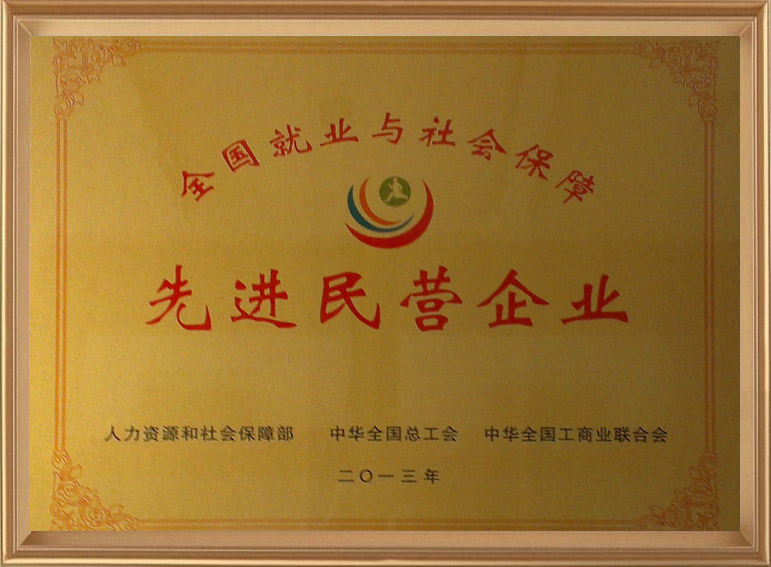 全国就业与社会保障
先进民营企业
人力资源和社会保障部 中华全国总工会 中华全国工商业联合会
二〇一三年